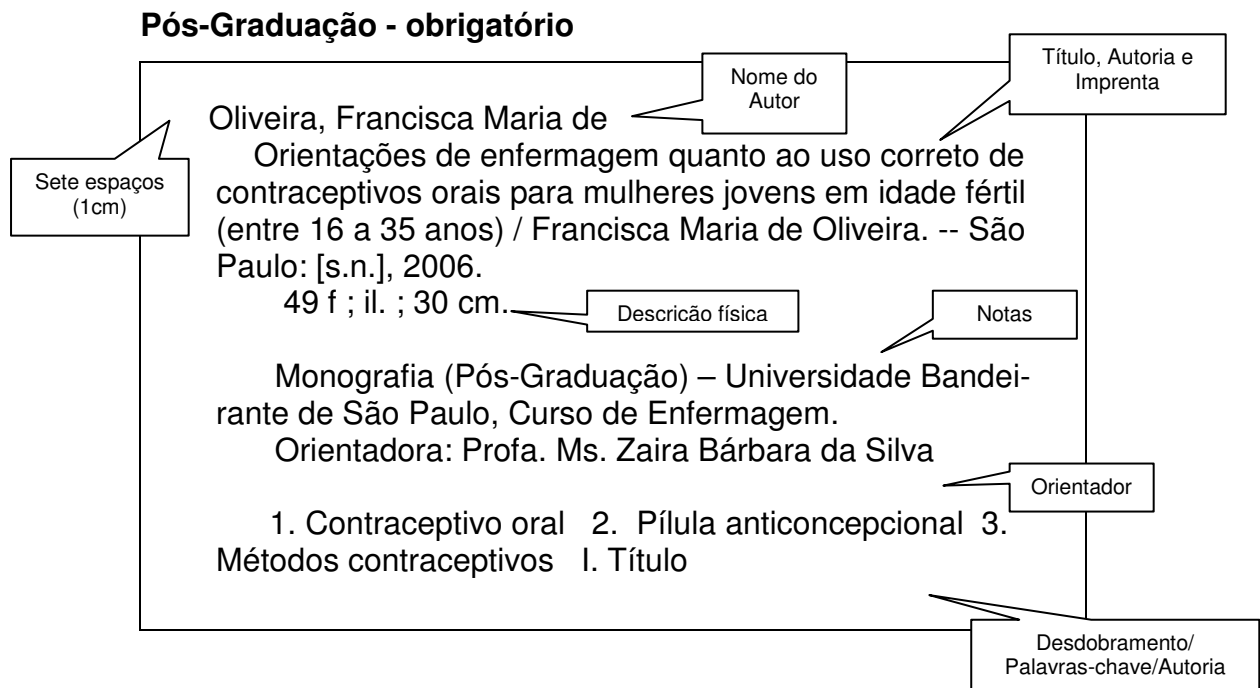 Pós-Graduação - obrigatório
Título, Autoria e
Imprenta
Nome do
Autor
Oliveira, Francisca Maria de
Orientações de enfermagem quanto ao uso correto de
Sete espaços
(1cm)
contraceptivos orais para mulheres jovens em idade fértil
(entre 16 a 35 anos) / Francisca Maria de Oliveira. -- São
Paulo: [s.n.], 2006.
49 f ; il. ; 30 cm.
Descricão física
Notas
Monografia (Pós-Graduação) – Universidade Bandei-
rante de São Paulo, Curso de Enfermagem.
Orientadora: Profa. Ms. Zaira Bárbara da Silva
Orientador
1. Contraceptivo oral 2. Pílula anticoncepcional 3.
Métodos contraceptivos I. Título
Desdobramento/
Palavras-chave/Autoria